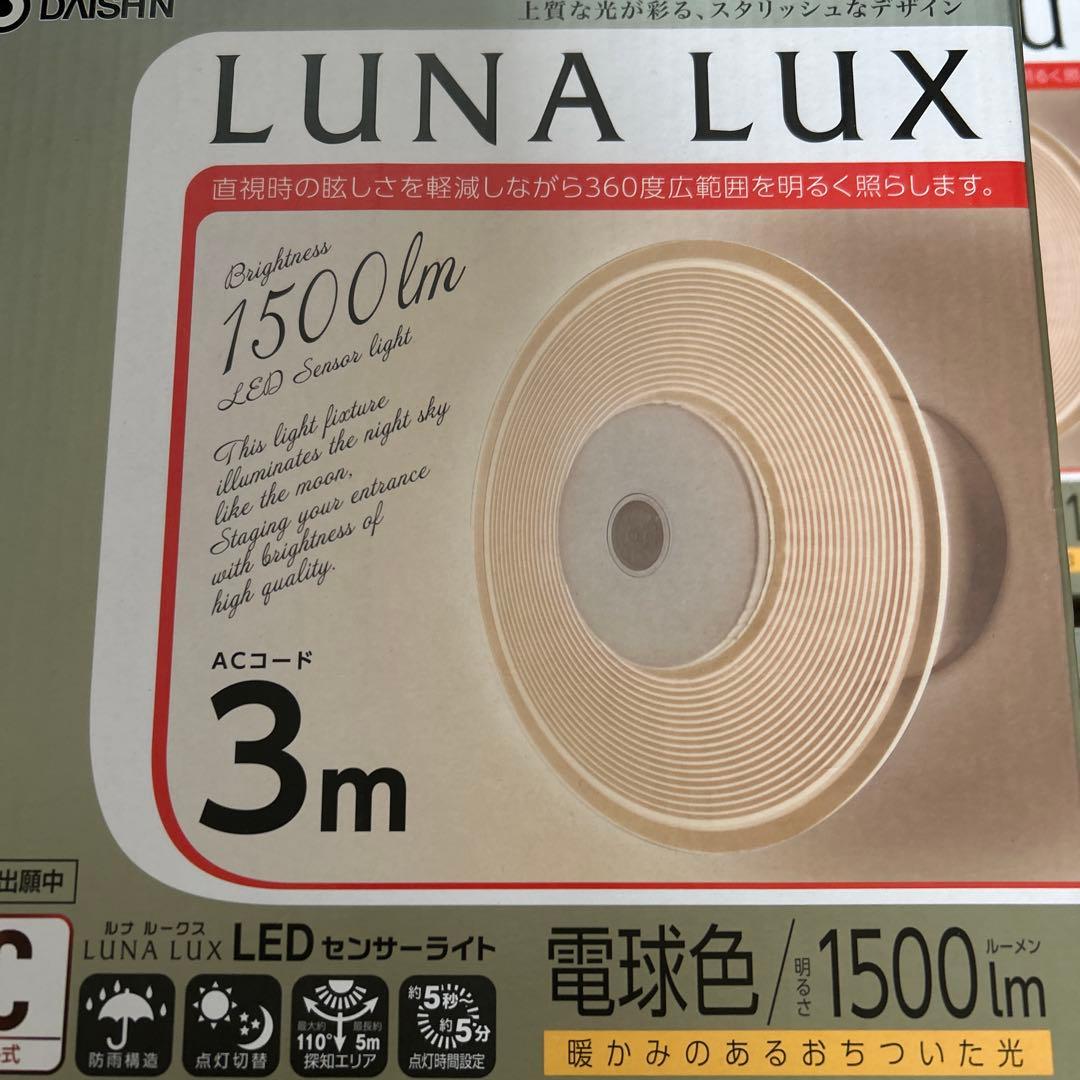 DAISHIN
上質な光が彩る、スタリッシュなデザイン
LUNA LUX
直視時の眩しさを軽減しながら360度広範囲を明るく照らします。
Brightness
1500lm
LED Sensor light
This light fixture
illuminates the night sky
like the moon,
Staging your entrance
with brightness of
high quality.
ACコード
3m
出願中
ルナ ルークス
LUNA LUX LED センサーライト
防雨構造
点灯切替
最大約 110° 最長約 5m
探知エリア
約5秒~約5分
点灯時間設定
電球色/明るさ1500lm ルーメン
暖かみのあるおちついた光
C
式